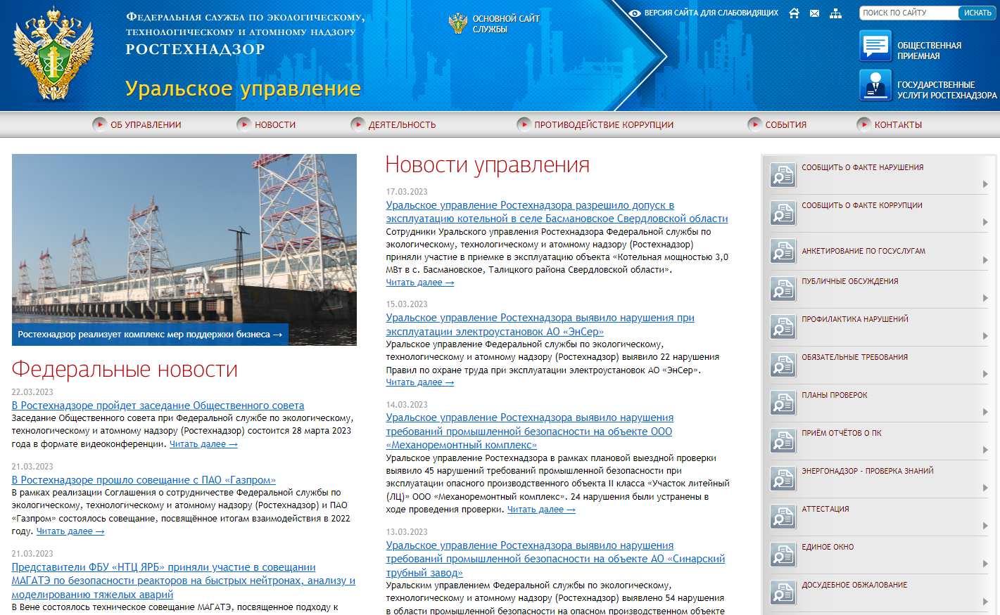 Федеральная служба по экологическому,
технологическому и атомному надзору
РОСТЕХНАДЗОР
Уральское управление
ОСНОВНОЙ САЙТ
СЛУЖБЫ
ВЕРСИЯ САЙТА ДЛЯ СЛАБОВИДЯЩИХ
ПОИСК ПО САЙТУ
ИСКАТЬ
ОБЩЕСТВЕННАЯ
ПРИЕМНАЯ
ГОСУДАРСТВЕННЫЕ
УСЛУГИ РОСТЕХНАДЗОРА
ОБ УПРАВЛЕНИИ
НОВОСТИ
ДЕЯТЕЛЬНОСТЬ
ПРОТИВОДЕЙСТВИЕ КОРРУПЦИИ
СОБЫТИЯ
КОНТАКТЫ
Ростехнадзор реализует комплекс мер поддержки бизнеса →
Федеральные новости
22.03.2023
В Ростехнадзоре пройдет заседание Общественного совета
Заседание Общественного совета при Федеральной службе по экологическому,
технологическому и атомному надзору (Ростехнадзор) состоится 28 марта 2023
года в формате видеоконференции. Читать далее →
21.03.2023
В Ростехнадзоре прошло совещание с ПАО «Газпром»
В рамках реализации Соглашения о сотрудничестве Федеральной службы по
экологическому, технологическому и атомному надзору (Ростехнадзор) и ПАО
«Газпром» состоялось совещание, посвящённое итогам взаимодействия в 2022
году. Читать далее →
21.03.2023
Представители ФБУ «НТЦ ЯРБ» приняли участие в совещании
МАГАТЭ по безопасности реакторов на быстрых нейтронах, анализу и
моделированию тяжелых аварий
В Вене состоялось техническое совещание МАГАТЭ, посвященное подходу к
Новости управления
17.03.2023
Уральское управление Ростехнадзора разрешило допуск в
эксплуатацию котельной в селе Басмановское Свердловской области
Сотрудники Уральского управления Ростехнадзора Федеральной службы по
экологическому, технологическому и атомному надзору (Ростехнадзор)
приняли участие в приемке в эксплуатацию объекта «Котельная мощностью 3,0
МВт в с. Басмановское, Талицкого района Свердловской области».
Читать далее →
15.03.2023
Уральское управление Ростехнадзора выявило нарушения при
эксплуатации электроустановок АО «ЭнСер»
Уральское управление Федеральной службы по экологическому,
технологическому и атомному надзору (Ростехнадзор) выявило 22 нарушения
Правил по охране труда при эксплуатации электроустановок АО «ЭнСер».
Читать далее →
14.03.2023
Уральское управление Ростехнадзора выявило нарушения
требований промышленной безопасности на объекте ООО
«Механоремонтный комплекс»
Уральское управление Ростехнадзора в рамках плановой выездной проверки
выявило 45 нарушений требований промышленной безопасности при
эксплуатации опасного производственного объекта II класса «Участок литейный
(ЛЦ)» ООО «Механоремонтный комплекс». 24 нарушения были устранены в
ходе проведения проверки. Читать далее →
13.03.2023
Уральское управление Ростехнадзора выявило нарушения
требований промышленной безопасности на объекте АО «Синарский
трубный завод»
Уральским управлением Федеральной службы по экологическому,
технологическому и атомному надзору (Ростехнадзор) выявлено 54 нарушения
в области промышленной безопасности на опасном производственном объекте
СООБЩИТЬ О ФАКТЕ НАРУШЕНИЯ
СООБЩИТЬ О ФАКТЕ КОРРУПЦИИ
АНКЕТИРОВАНИЕ ПО ГОСУСЛУГАМ
ПУБЛИЧНЫЕ ОБСУЖДЕНИЯ
ПРОФИЛАКТИКА НАРУШЕНИЙ
ОБЯЗАТЕЛЬНЫЕ ТРЕБОВАНИЯ
ПЛАНЫ ПРОВЕРОК
ПРИЁМ ОТЧЁТОВ О ПК
ЭНЕРГОНАДЗОР - ПРОВЕРКА ЗНАНИЙ
АТТЕСТАЦИЯ
ЕДИНОЕ ОКНО
ДОСУДЕБНОЕ ОБЖАЛОВАНИЕ